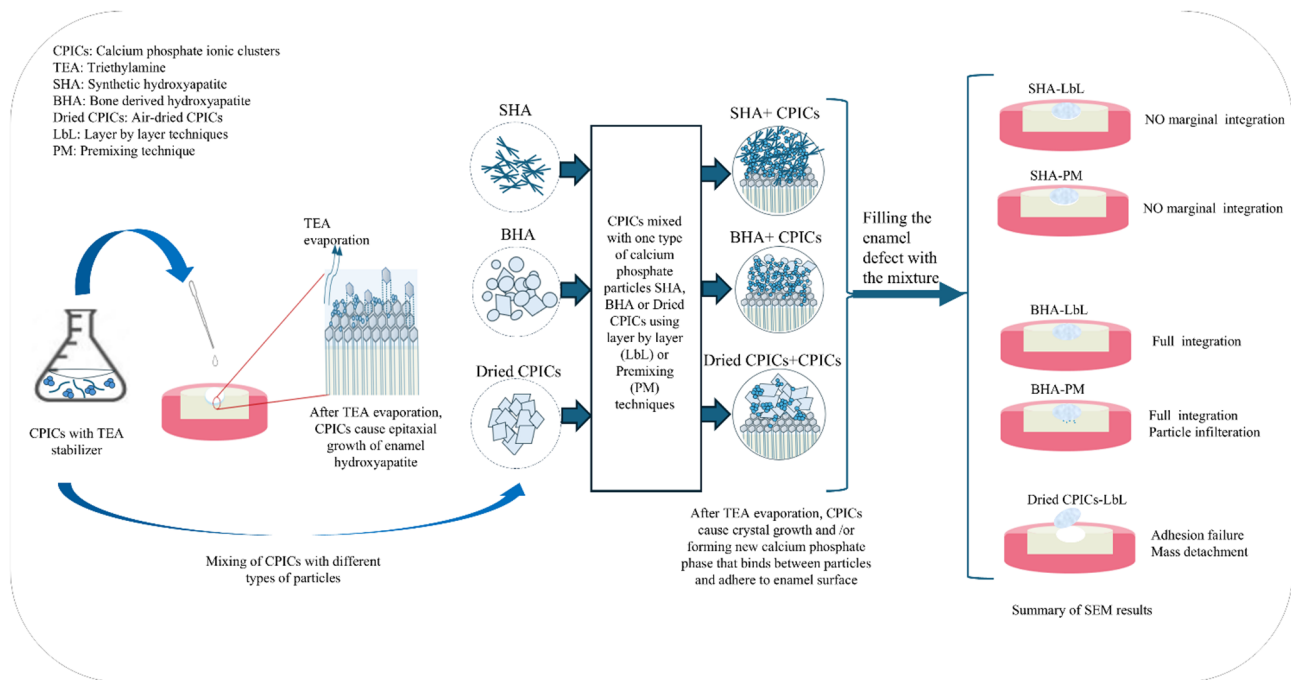 CPICs: Calcium phosphate ionic clusters
TEA: Triethylamine
SHA: Synthetic hydroxyapatite
BHA: Bone derived hydroxyapatite
Dried CPICs: Air-dried CPICs
LbL: Layer by layer techniques
PM: Premixing technique
CPICs with TEA
stabilizer
TEA
evaporation
After TEA evaporation,
CPICs cause epitaxial
growth of enamel
hydroxyapatite
Mixing of CPICs with different
types of particles
SHA
BHA
Dried CPICs
CPICs mixed
with one type
of calcium
phosphate
particles SHA,
BHA or Dried
CPICs using
layer by layer
(LbL) or
Premixing
(PM)
techniques
SHA+ CPICs
BHA+ CPICs
Dried CPICs+CPICs
After TEA evaporation, CPICs
cause crystal growth and /or
forming new calcium phosphate
phase that binds between particles
and adhere to enamel surface
Filling the
enamel
defect with
the mixture
SHA-LbL
NO marginal integration
SHA-PM
NO marginal integration
BHA-LbL
Full integration
BHA-PM
Full integration
Particle infilteration
Dried CPICs-LbL
Adhesion failure
Mass detachment
Summary of SEM results